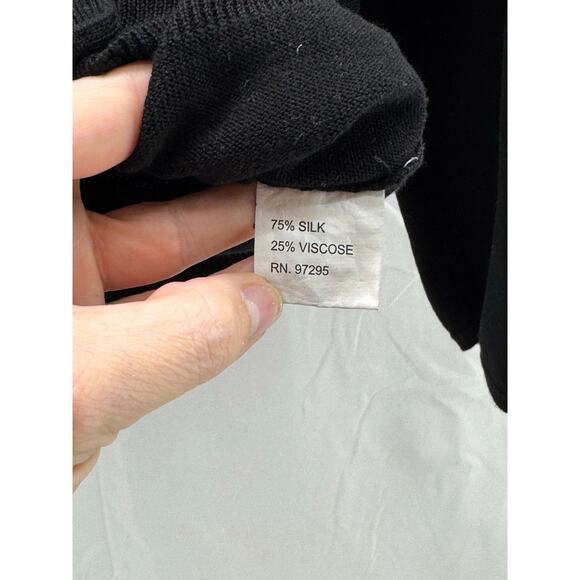 75% SILK
25% VISCOSE
RN. 97295